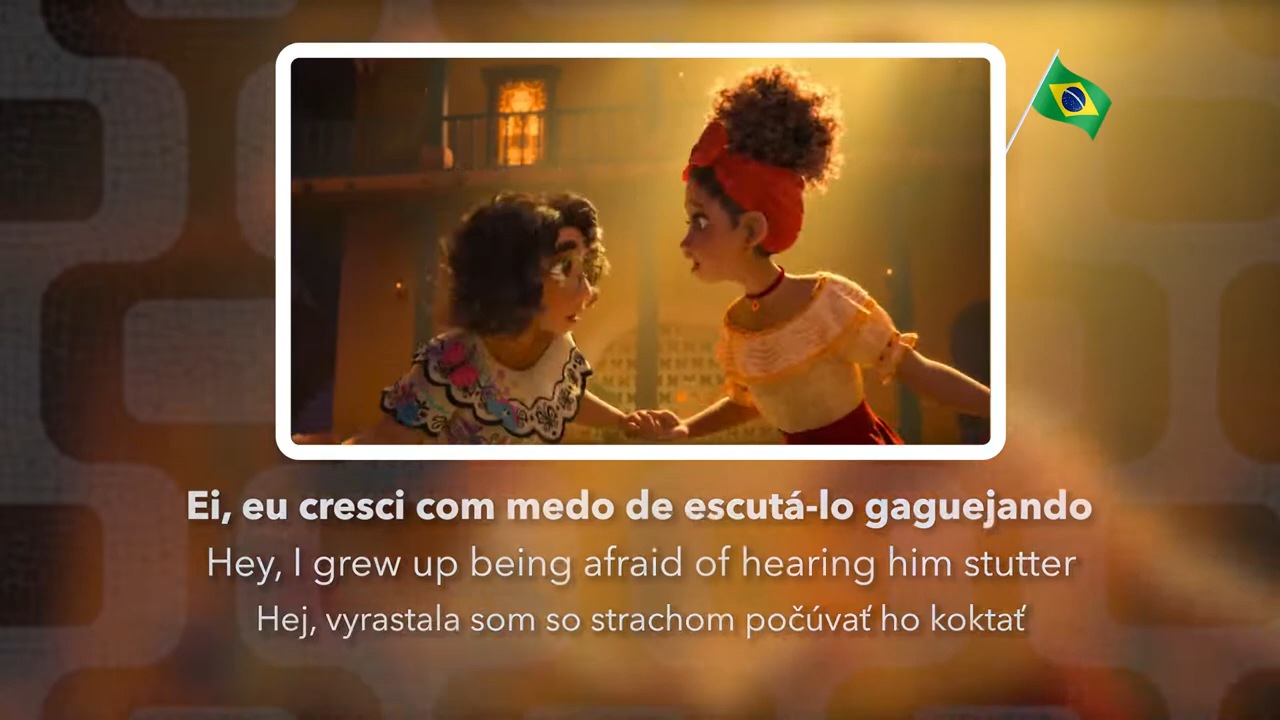 Ei, eu cresci com medo de escutá-lo gaguejando
Hey, I grew up being afraid of hearing him stutter
Hej, vyrastala som so strachom počúvať ho koktať